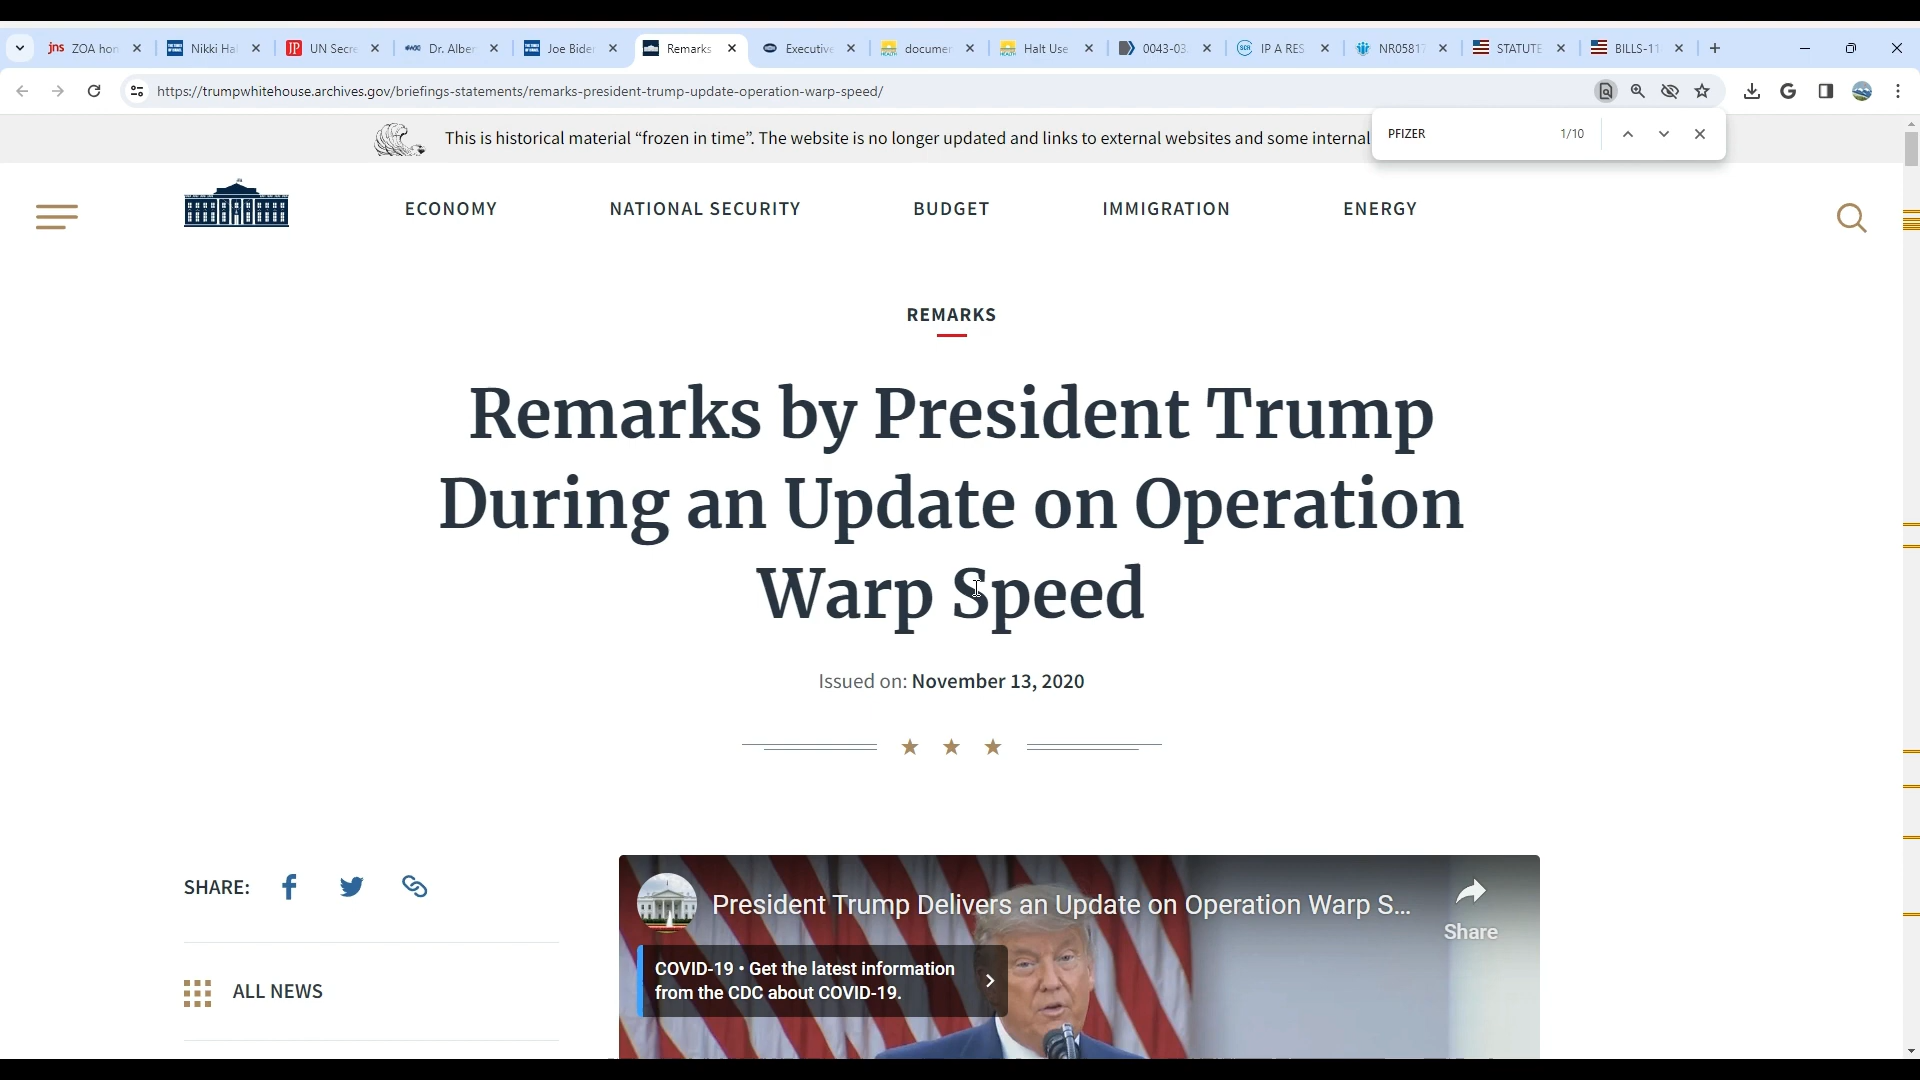 jns ZOA hon
Nikki Ha
JP UN Secre
Dr. Alber
Joe Bide
Remarks
Executive
documen
Halt Use
0043-03
IP A RES
NR0581
STATUTE
BILLS-11
https://trumpwhitehouse.archives.gov/briefings-statements/remarks-president-trump-update-operation-warp-speed/
This is historical material “frozen in time”. The website is no longer updated and links to external websites and some internal
PFIZER 1/10
ECONOMY NATIONAL SECURITY BUDGET IMMIGRATION ENERGY
REMARKS
Remarks by President Trump
During an Update on Operation
Warp Speed
Issued on: November 13, 2020
SHARE:
ALL NEWS
President Trump Delivers an Update on Operation Warp S...
Share
COVID-19 • Get the latest information
from the CDC about COVID-19.